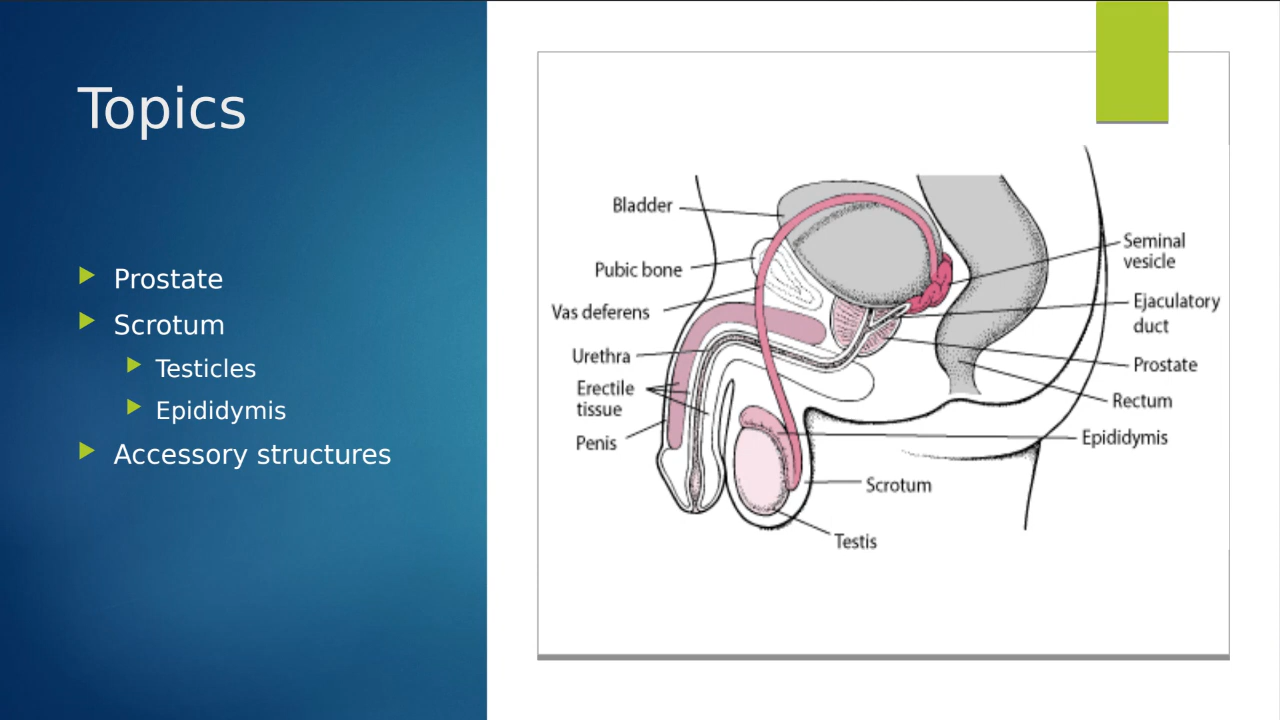 Topics
Prostate
Scrotum
Testicles
Epididymis
Accessory structures
Bladder
Pubic bone
Vas deferens
Urethra
Erectile
tissue
Penis
Seminal
vesicle
Ejaculatory
duct
Prostate
Rectum
Epididymis
Scrotum
Testis